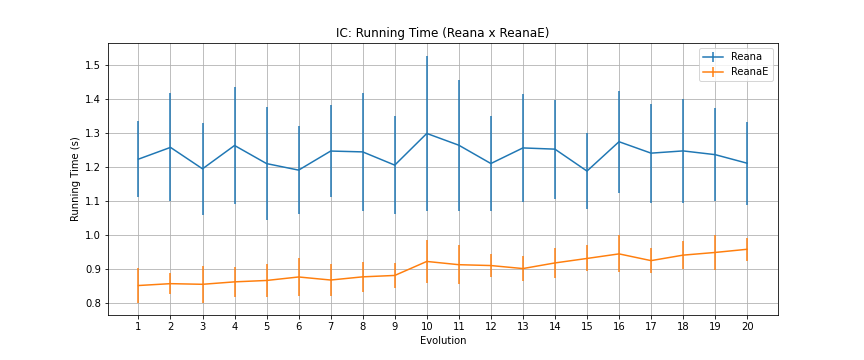 IC: Running Time (Reana x ReanaE)
Reana
ReanaE
Running Time (s)
1.5
1.4
1.3
1.2
1.1
1.0
0.9
0.8
1 2 3 4 5 6 7 8 9 10 11 12 13 14 15 16 17 18 19 20
Evolution